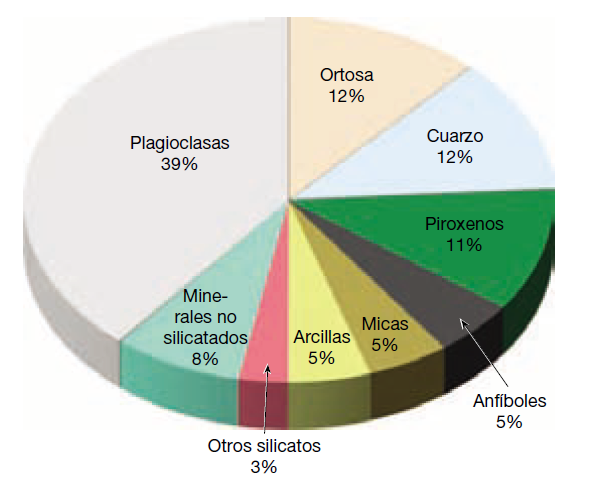 Ortosa
12%
Cuarzo
12%
Plagioclasas
39%
Piroxenos
11%
Mine-
rales no
silicatados
8%
Arcillas
5%
Micas
5%
Anfíboles
5%
Otros silicatos
3%